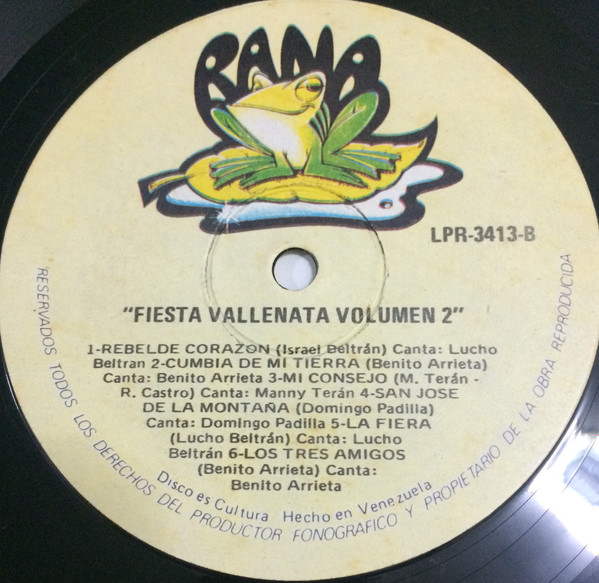 RANA
LPR-3413-B
"FIESTA VALLENATA VOLUMEN 2"
1-REBELDE CORAZON (Israel Beltrán) Canta: Lucho
Beltran 2-CUMBIA DE MI TIERRA (Benito Arrieta)
Canta: Benito Arrieta 3-MI CONSEJO (M. Terán -
R. Castro) Canta: Manny Terán 4-SAN JOSE
DE LA MONTAÑA (Domingo Padilla)
Canta: Domingo Padilla 5-LA FIERA
(Lucho Beltrán) Canta: Lucho
Beltrán 6-LOS TRES AMIGOS
(Benito Arrieta) Canta:
Benito Arrieta
Disco es Cultura Hecho en Venezuela
RESERVADOS TODOS LOS DERECHOS DEL PRODUCTOR FONOGRAFICO Y PROPIETARIO DE LA OBRA REPRODUCIDA